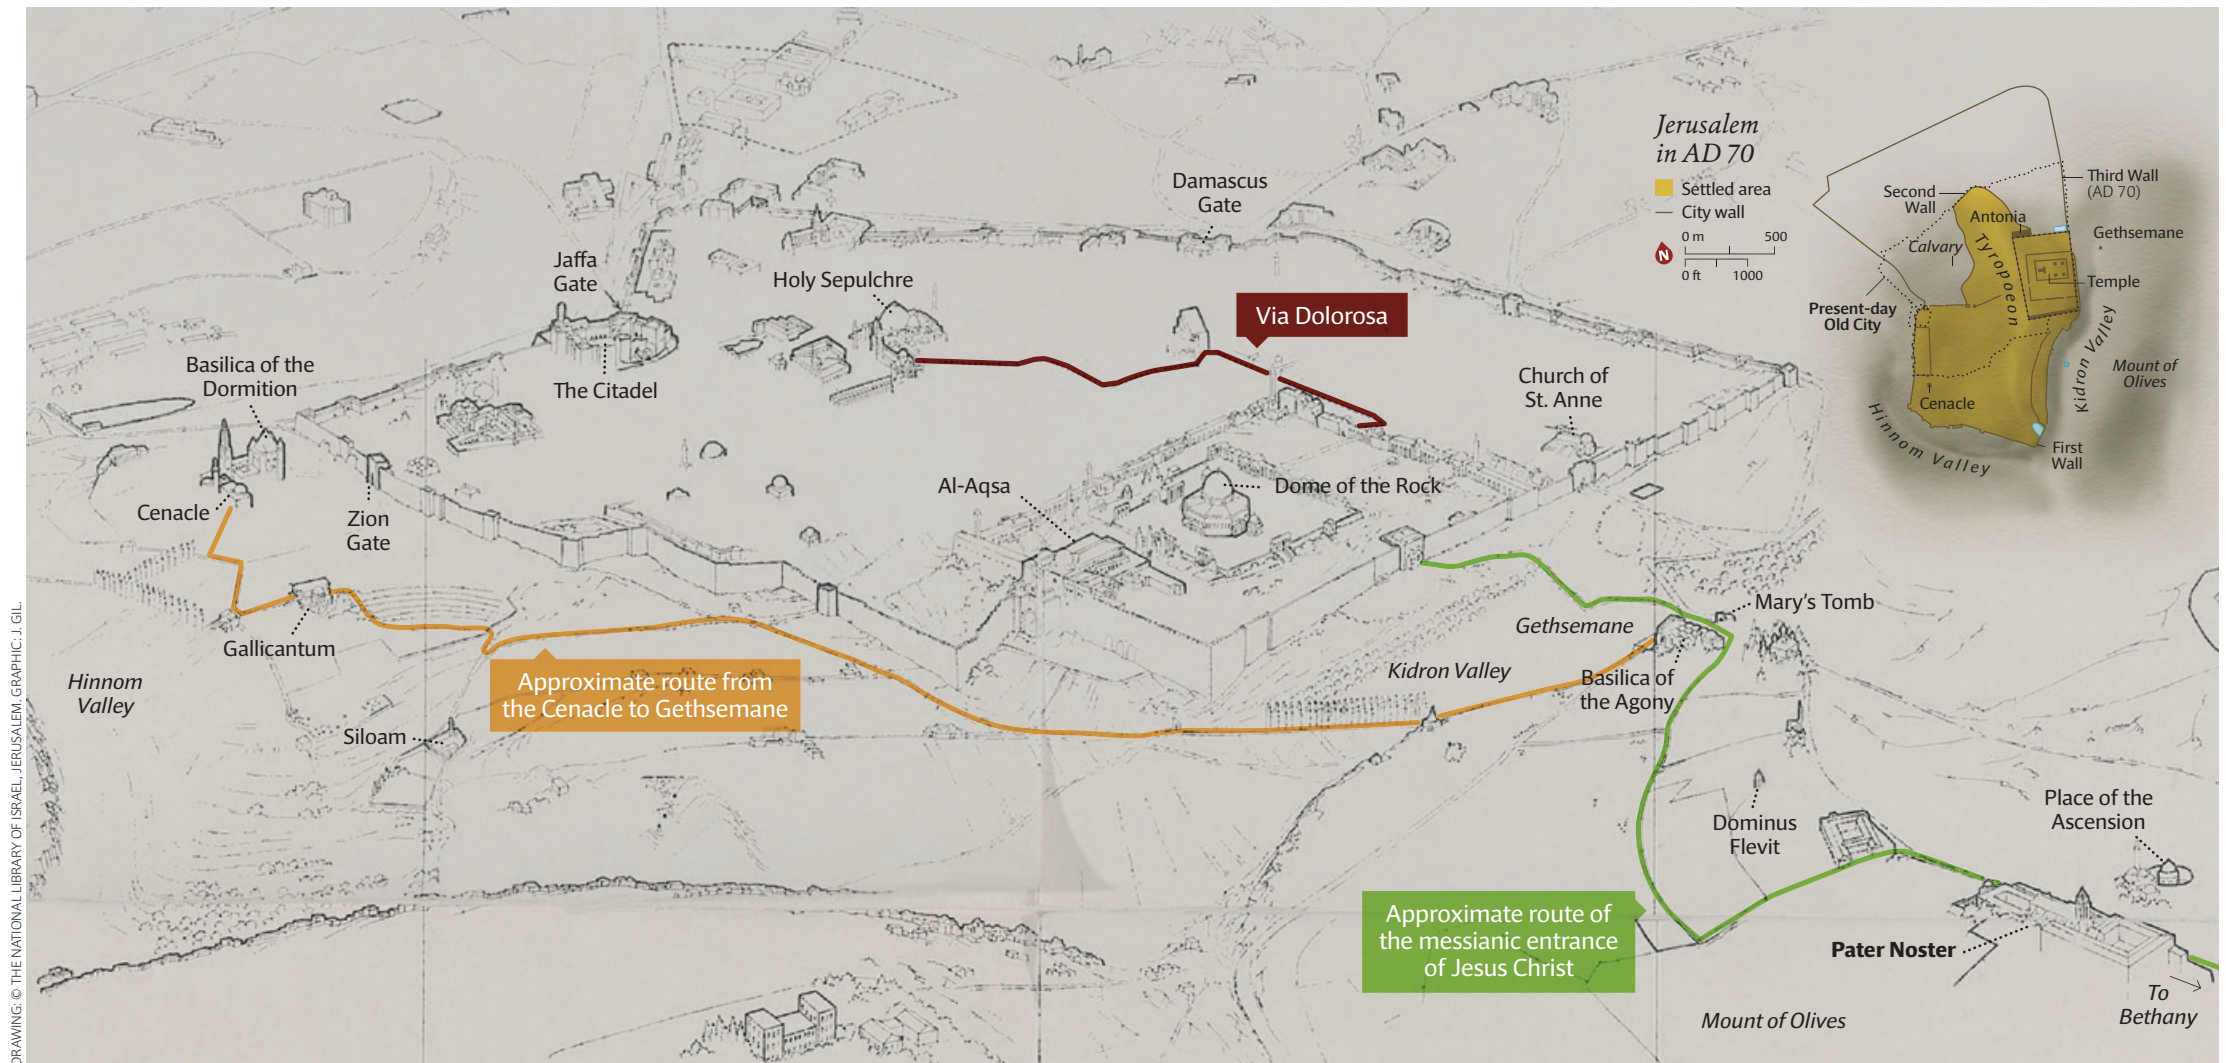 Jerusalem
in AD 70
Settled area
City wall
0 m 500
N
0 ft 1000
Second
Wall
Antonia
Third Wall
(AD 70)
Gethsemane
Calvary
Tyropoeon
Temple
Present-day
Old City
Kidron Valley
Mount of
Olives
Cenacle
Hinnom Valley
First
Wall
Damascus
Gate
Jaffa
Gate
Holy Sepulchre
Via Dolorosa
Basilica of the
Dormition
The Citadel
Church of
St. Anne
Cenacle
Zion
Gate
Al-Aqsa
Dome of the Rock
Mary's Tomb
Gethsemane
Gallicantum
Kidron Valley
Hinnom
Valley
Approximate route from
the Cenacle to Gethsemane
Basilica of
the Agony
Siloam
Dominus
Flevit
Place of the
Ascension
Approximate route of
the messianic entrance
of Jesus Christ
Pater Noster
To
Bethany
Mount of Olives
DRAWING: © THE NATIONAL LIBRARY OF ISRAEL, JERUSALEM. GRAPHIC: J. GIL.